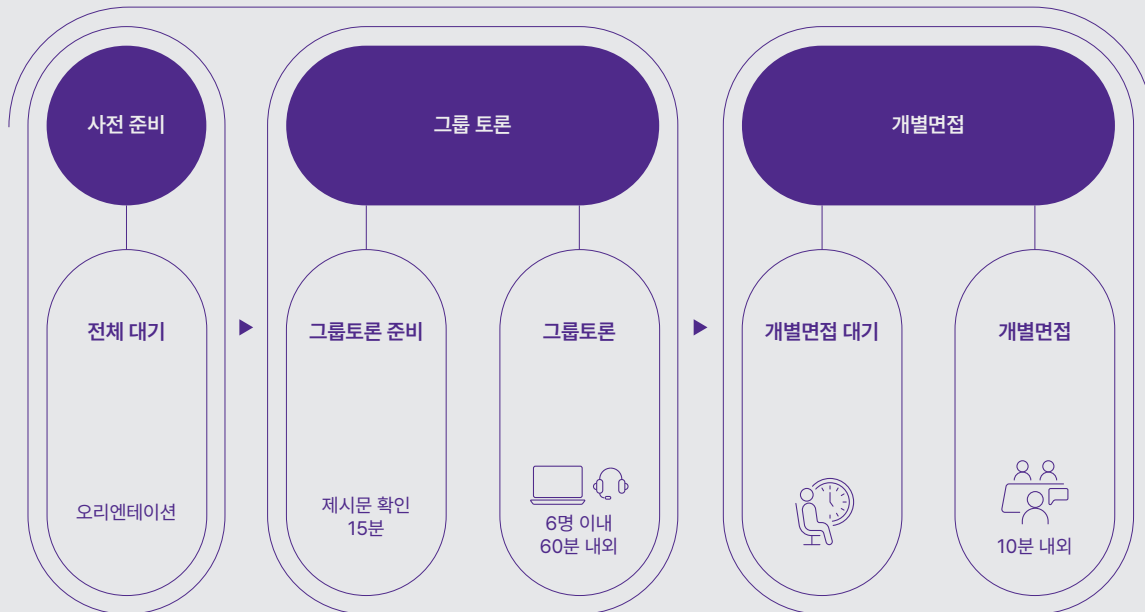 사전 준비
그룹 토론
개별면접
전체 대기
그룹토론 준비
그룹토론
개별면접 대기
개별면접
오리엔테이션
제시문 확인
15분
6명 이내
60분 내외
10분 내외